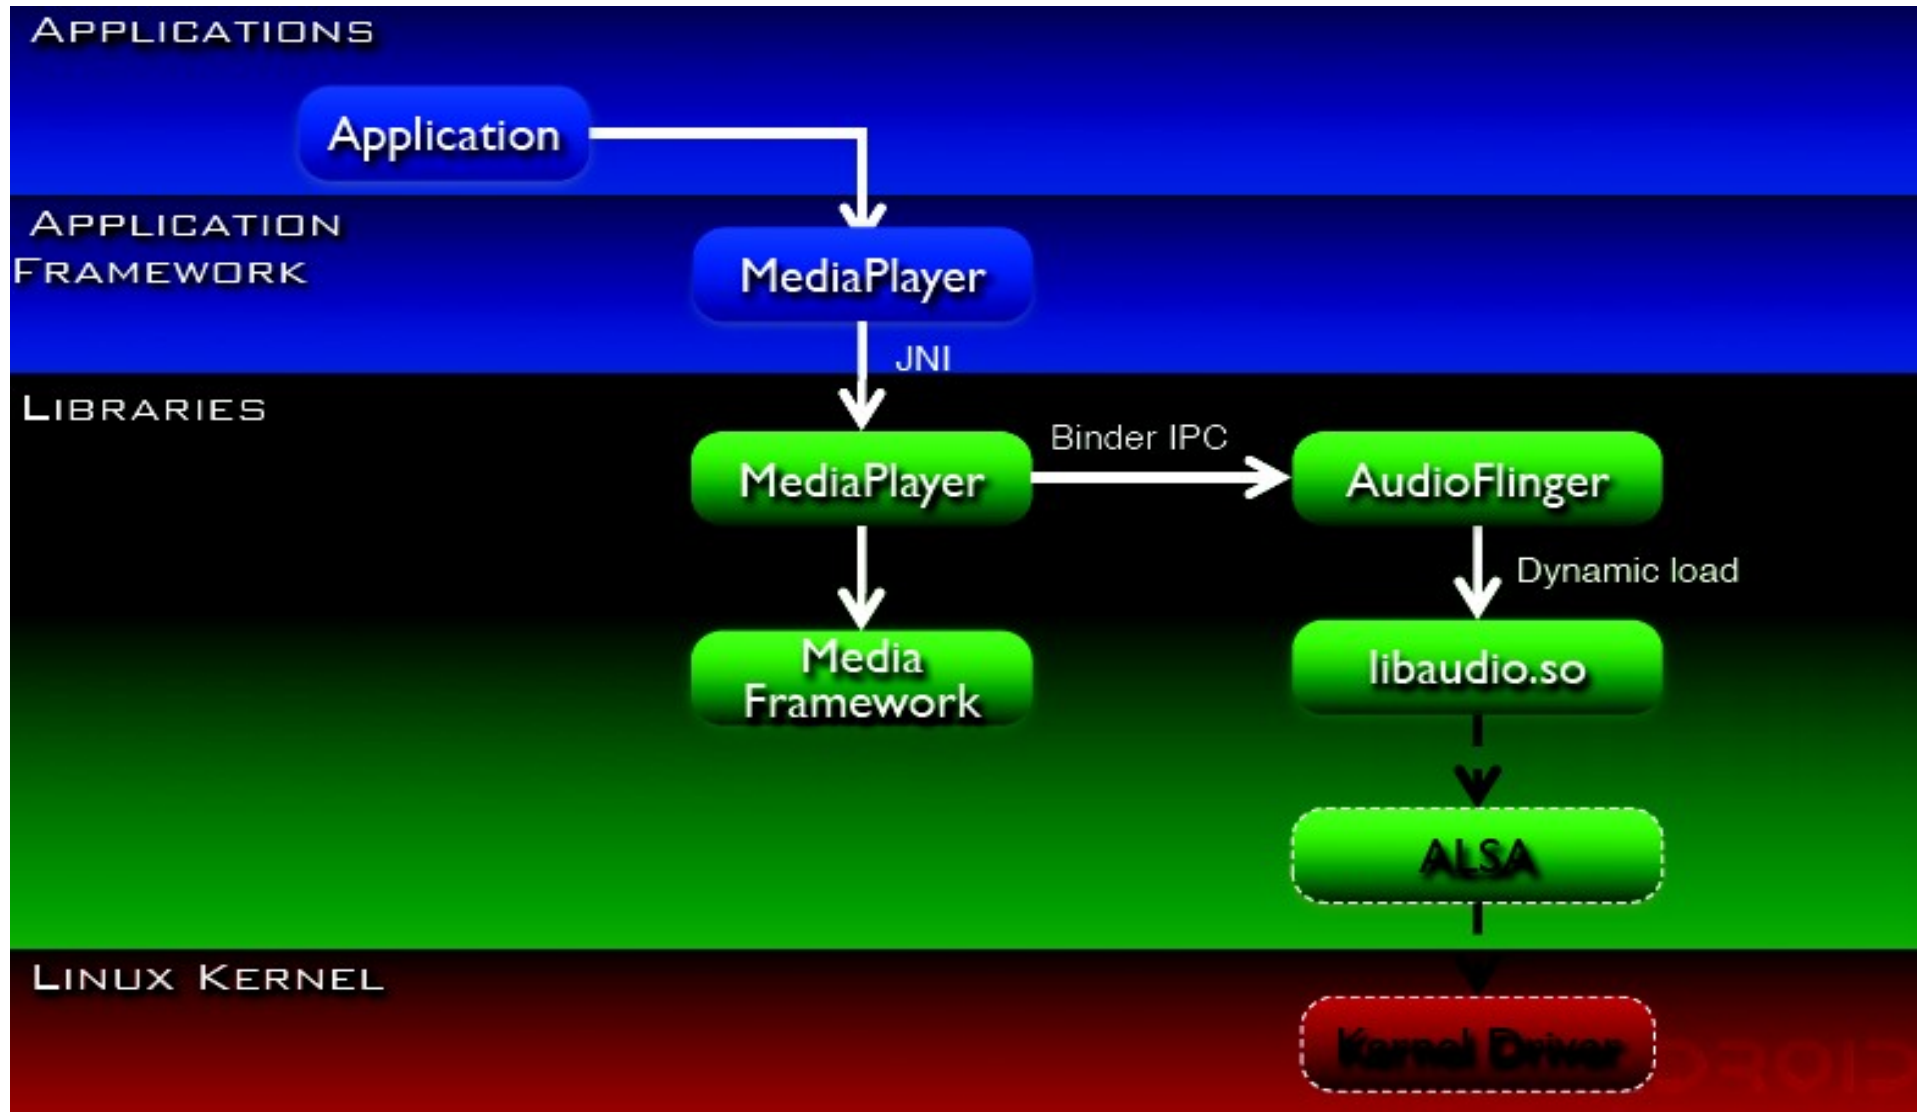 APPLICATIONS
Application
APPLICATION
FRAMEWORK
MediaPlayer
JNI
LIBRARIES
Binder IPC
MediaPlayer
AudioFlinger
Dynamic load
Media
Framework
libaudio.so
ALSA
LINUX KERNEL
Kernel Driver
DROID